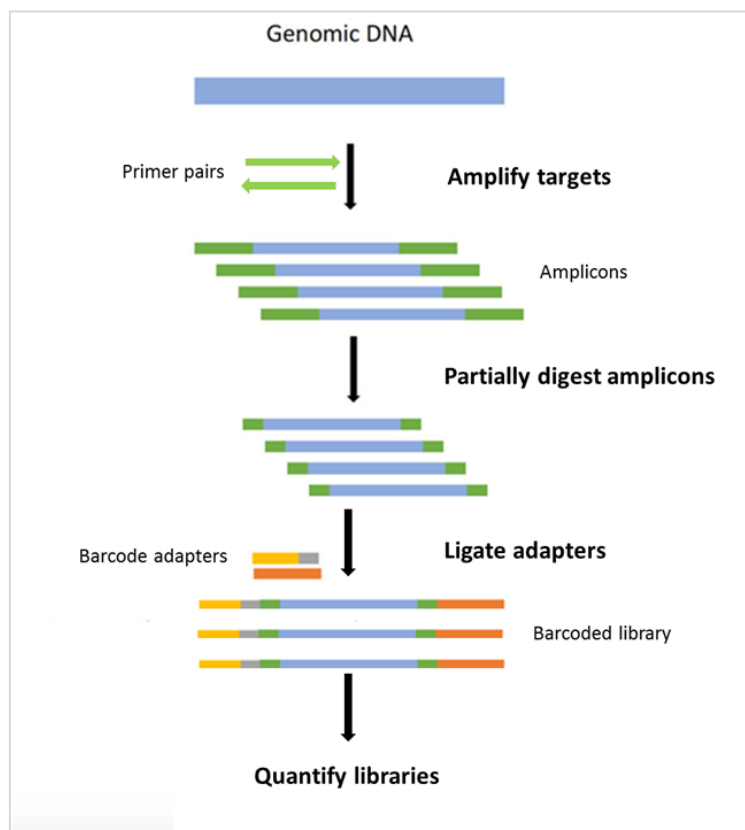 Genomic DNA
Primer pairs
Amplify targets
Amplicons
Partially digest amplicons
Barcode adapters
Ligate adapters
Barcoded library
Quantify libraries